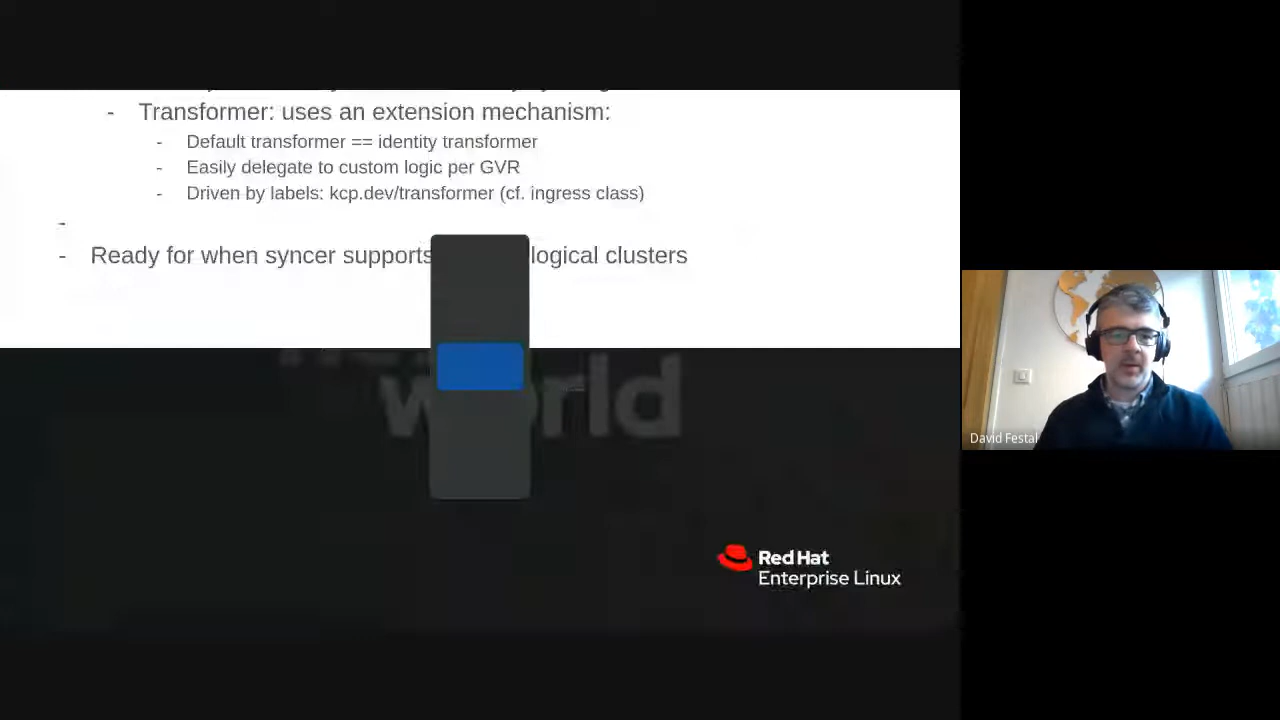 - Transformer: uses an extension mechanism:
- Default transformer == identity transformer
- Easily delegate to custom logic per GVR
- Driven by labels: kcp.dev/transformer (cf. ingress class)
-
- Ready for when syncer supports logical clusters
world
Red Hat
Enterprise Linux
David Festal